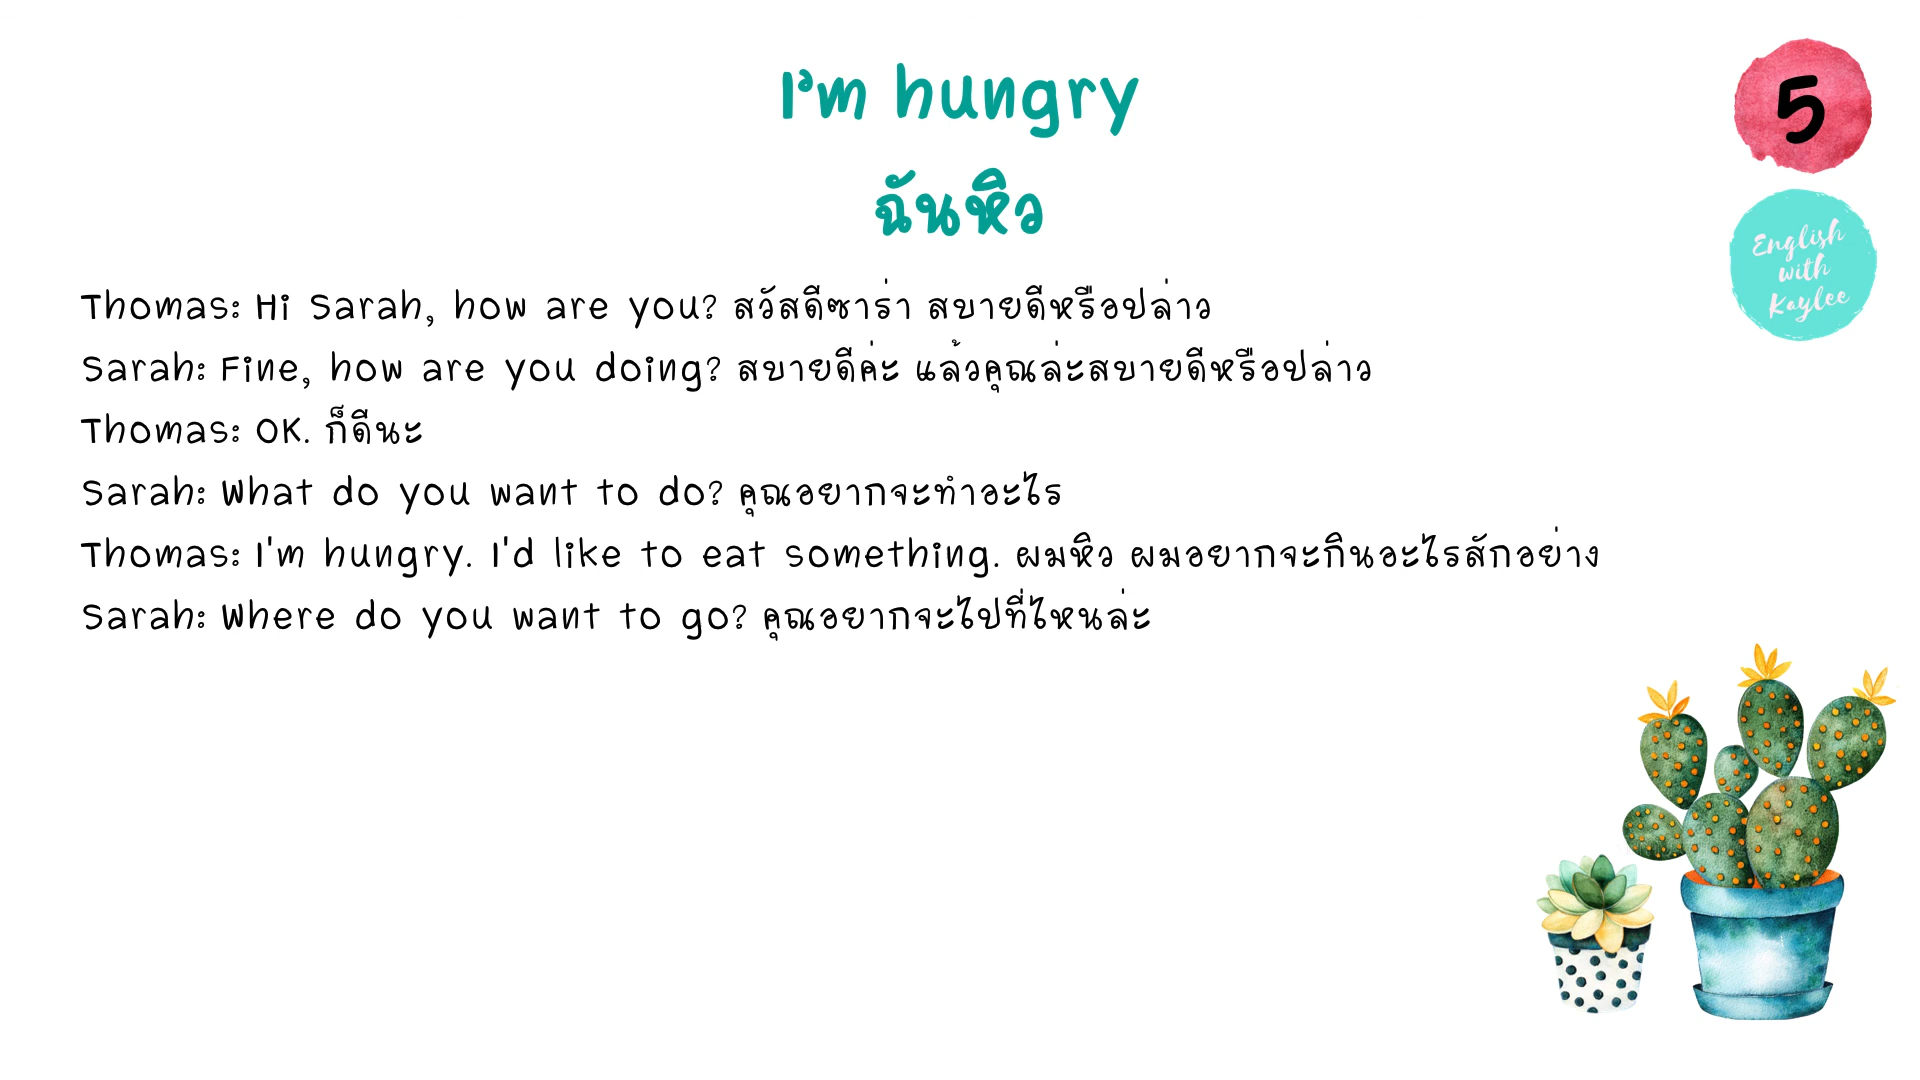 I'm hungry
ฉันหิว
5
English
with
Kaylee
Thomas: Hi Sarah, how are you? สวัสดีซาร่า สบายดีหรือปล่าว
Sarah: Fine, how are you doing? สบายดีค่ะ แล้วคุณล่ะสบายดีหรือปล่าว
Thomas: OK. ก็ดีนะ
Sarah: What do you want to do? คุณอยากจะทำอะไร
Thomas: I'm hungry. I'd like to eat something. ผมหิว ผมอยากจะกินอะไรสักอย่าง
Sarah: Where do you want to go? คุณอยากจะไปที่ไหนล่ะ